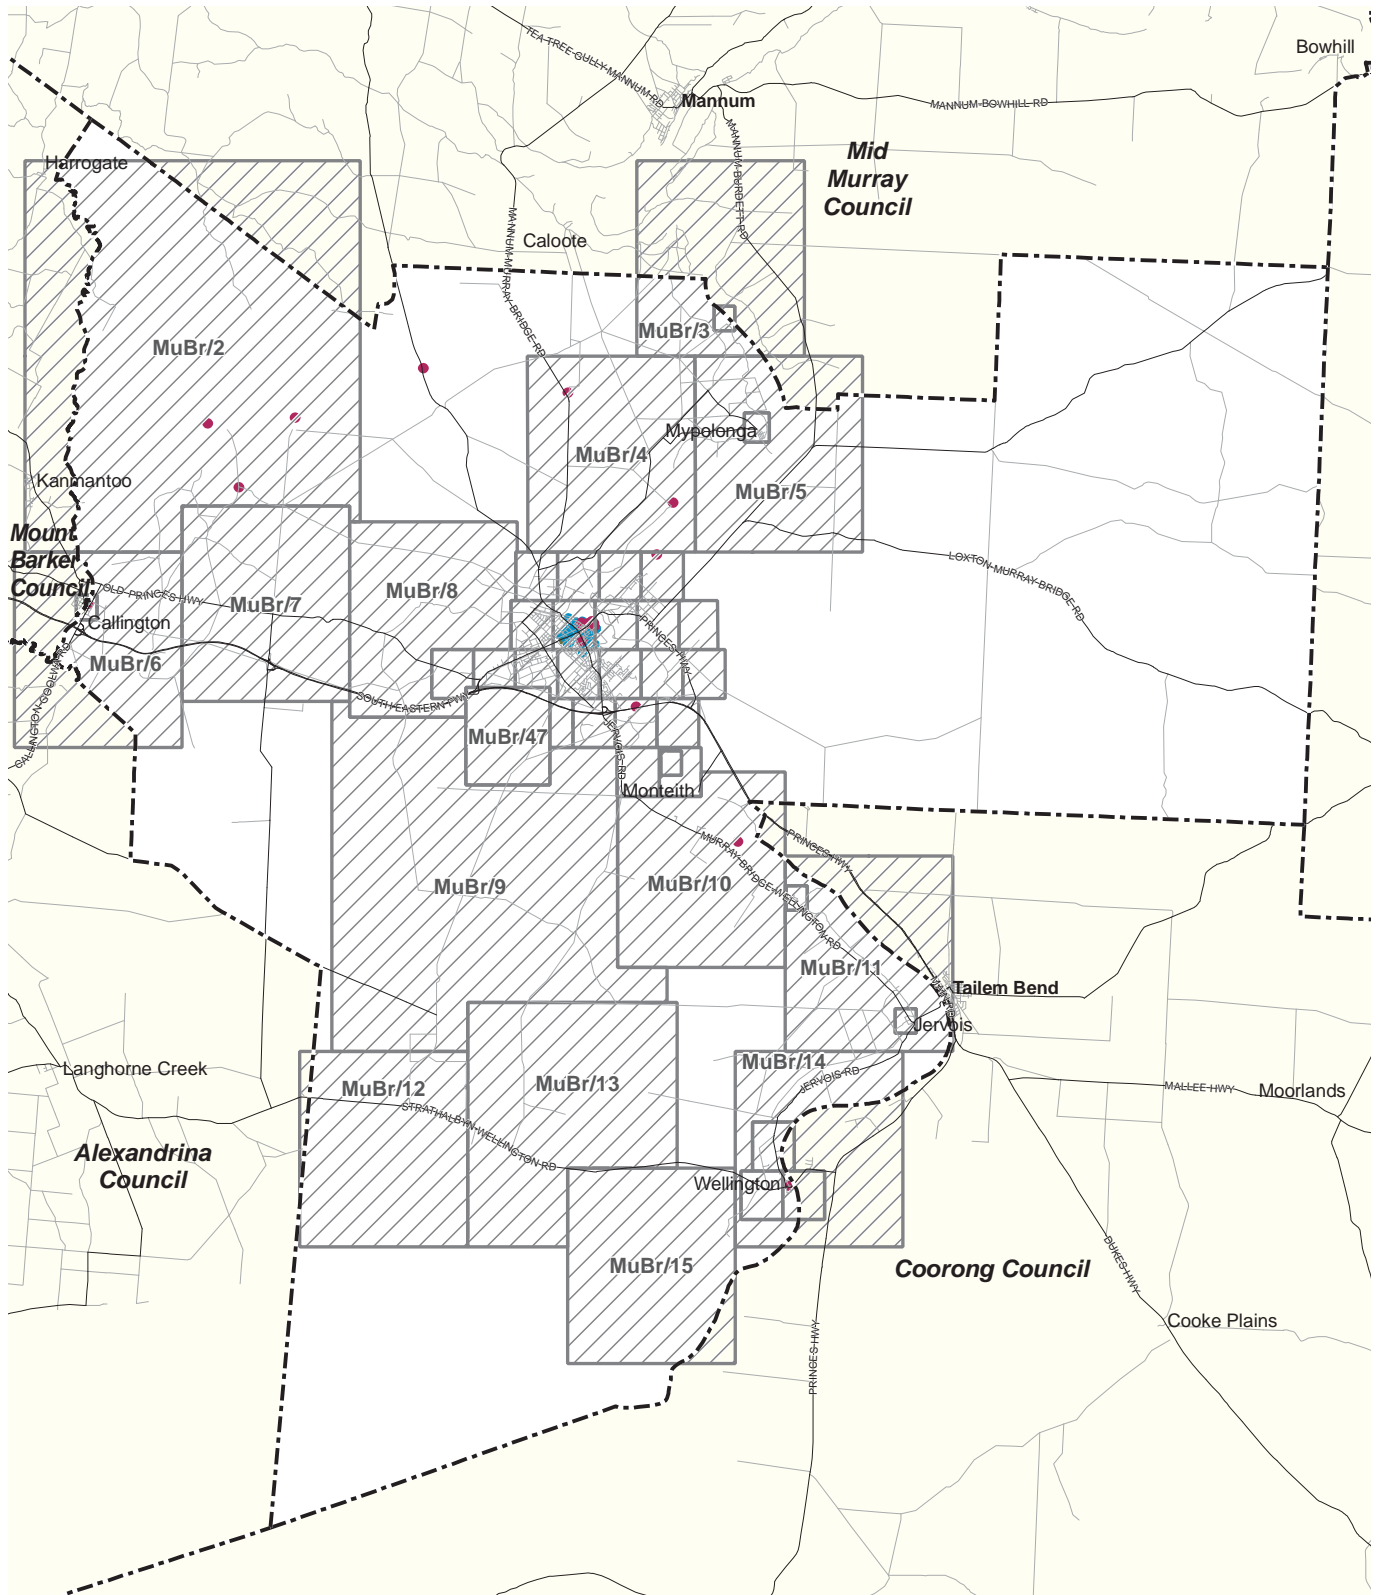 Bowhill
TEA TREE GULLY-MANNUM-RD
Mannum
MANNUM-BOWHILL-RD
MANNUM-BURDETT-RD
Mid
Murray
Council
Harrogate
MANNUM-MURRAY BRIDGE-RD
Caloote
MuBr/3
MuBr/2
Mypolonga
MuBr/4
MuBr/5
Kanmantoo
Mount
Barker
Council
OLD-PRINCES-HWY
MuBr/7
MuBr/8
LOXTON-MURRAY-BRIDGE-RD
Callington
PRINCES-HWY
MuBr/6
CALLINGTON-GOOLWA-RD
SOUTH-EASTERN-FWY
MuBr/47
JERVOIS-RD
Monteith
PRINCES-HWY
MURRAY-BRIDGE-WELLINGTON-RD
MuBr/9
MuBr/10
MuBr/11
Tailem Bend
Jervois
MuBr/14
Langhorne Creek
MuBr/12
MuBr/13
JERVOIS-RD
MALLEE-HWY
Moorlands
STRATHALBYN-WELLINGTON-RD
Alexandrina
Council
Wellington
MuBr/15
Coorong Council
DUKES-HWY
Cooke Plains
PRINCES-HWY